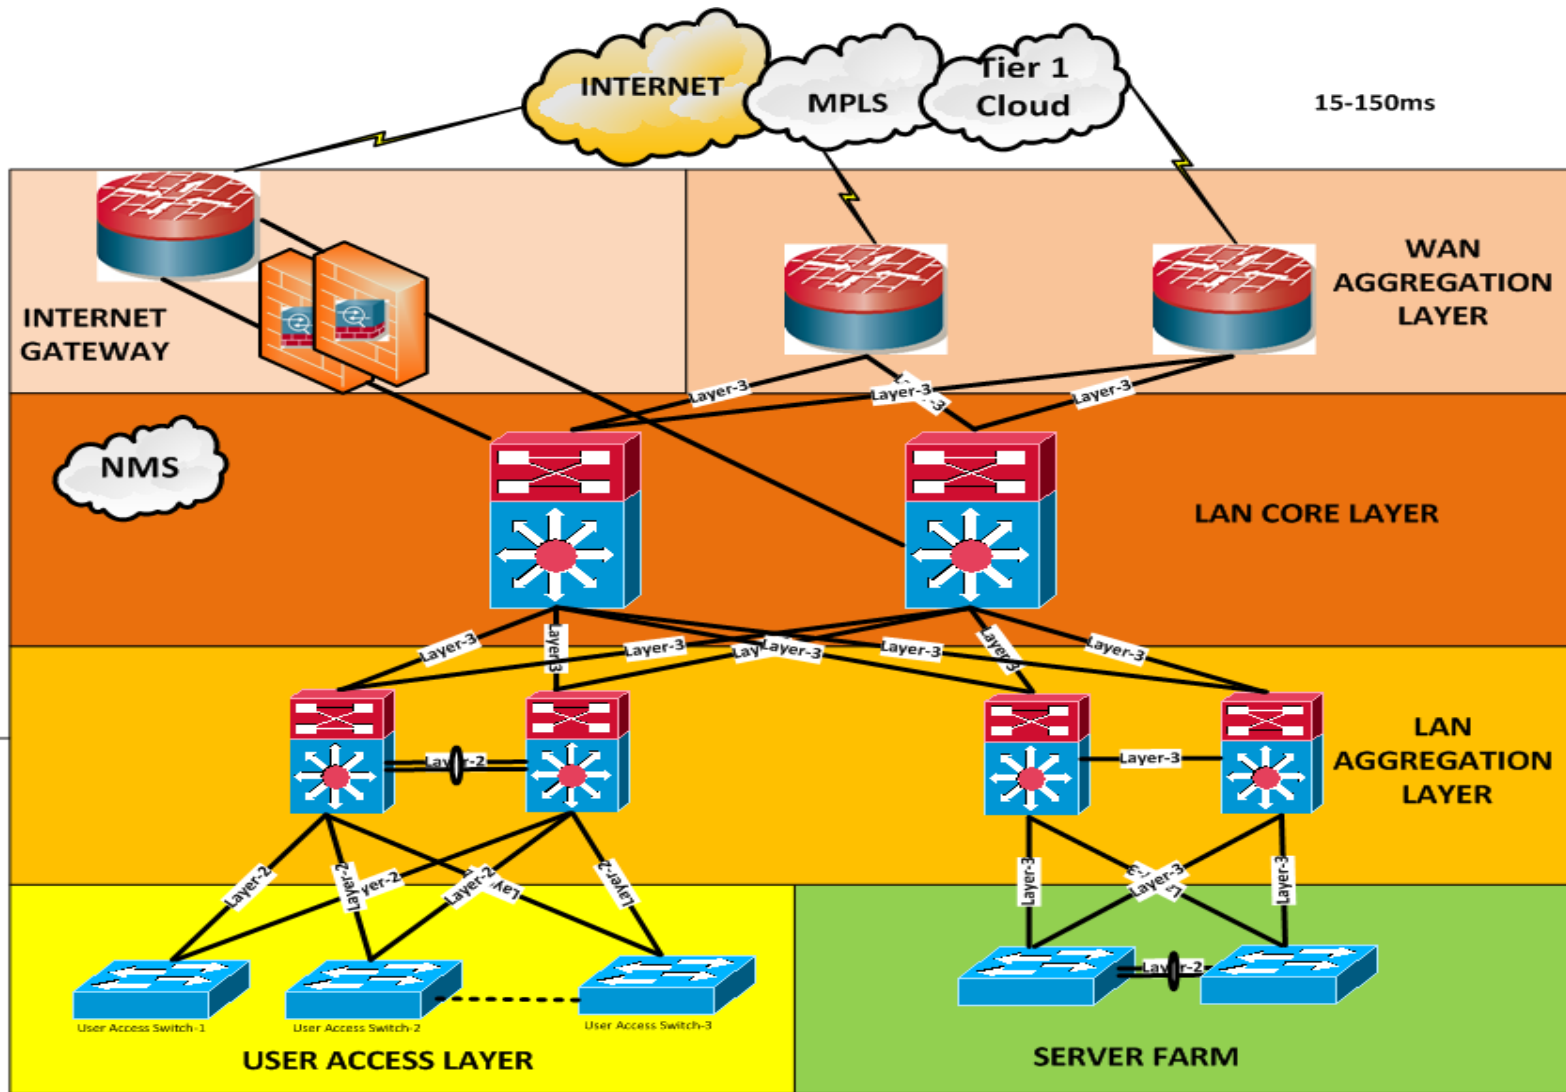 INTERNET
MPLS
Tier 1
Cloud
15-150ms
WAN
AGGREGATION
LAYER
INTERNET
GATEWAY
Layer-3
Layer-3
Layer-3
NMS
LAN CORE LAYER
Layer-3
Layer-3
Layer-3
Layer-3
Layer-3
Layer-3
Layer-3
LAN
AGGREGATION
LAYER
Layer-2
Layer-3
Layer-2
Layer-2
Layer-2
Layer-2
Layer-3
Layer-3
Layer-3
Layer-2
User Access Switch-1
User Access Switch-2
User Access Switch-3
USER ACCESS LAYER
SERVER FARM